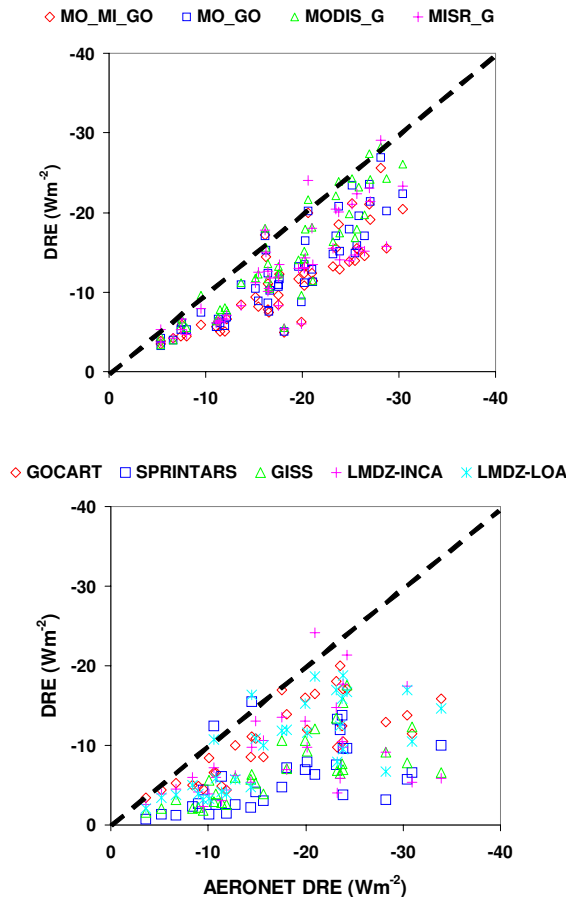 MO_MI_GO MO_GO MODIS_G MISR_G
-40
-30
-20
-10
0
DRE (Wm-2)
0 -10 -20 -30 -40
GOCART SPRINTARS GISS LMDZ-INCA LMDZ-LOA
-40
-30
-20
-10
0
DRE (Wm-2)
0 -10 -20 -30 -40
AERONET DRE (Wm-2)